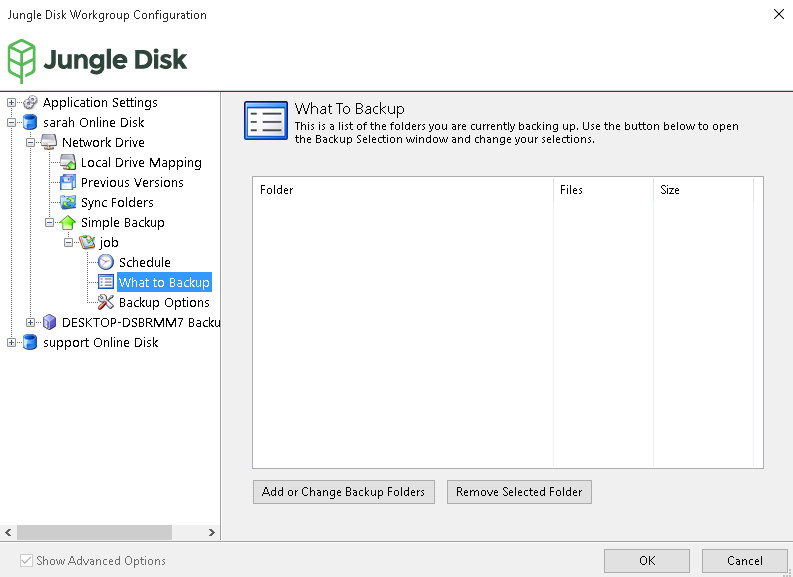 Jungle Disk Workgroup Configuration
Jungle Disk
Application Settings
sarah Online Disk
Network Drive
Local Drive Mapping
Previous Versions
Sync Folders
Simple Backup
job
Schedule
What to Backup
Backup Options
DESKTOP-DSBRMM7 Backu
support Online Disk
What To Backup
This is a list of the folders you are currently backing up. Use the button below to open
the Backup Selection window and change your selections.
Folder Files Size
Add or Change Backup Folders Remove Selected Folder
Show Advanced Options
OK Cancel